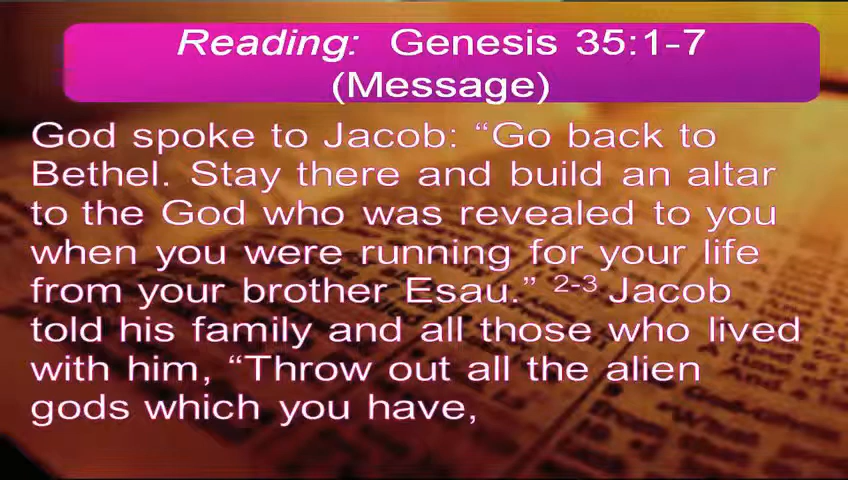 Reading: Genesis 35:1-7
(Message)
God spoke to Jacob: “Go back to
Bethel. Stay there and build an altar
to the God who was revealed to you
when you were running for your life
from your brother Esau.” 2-3 Jacob
told his family and all those who lived
with him, “Throw out all the alien
gods which you have,